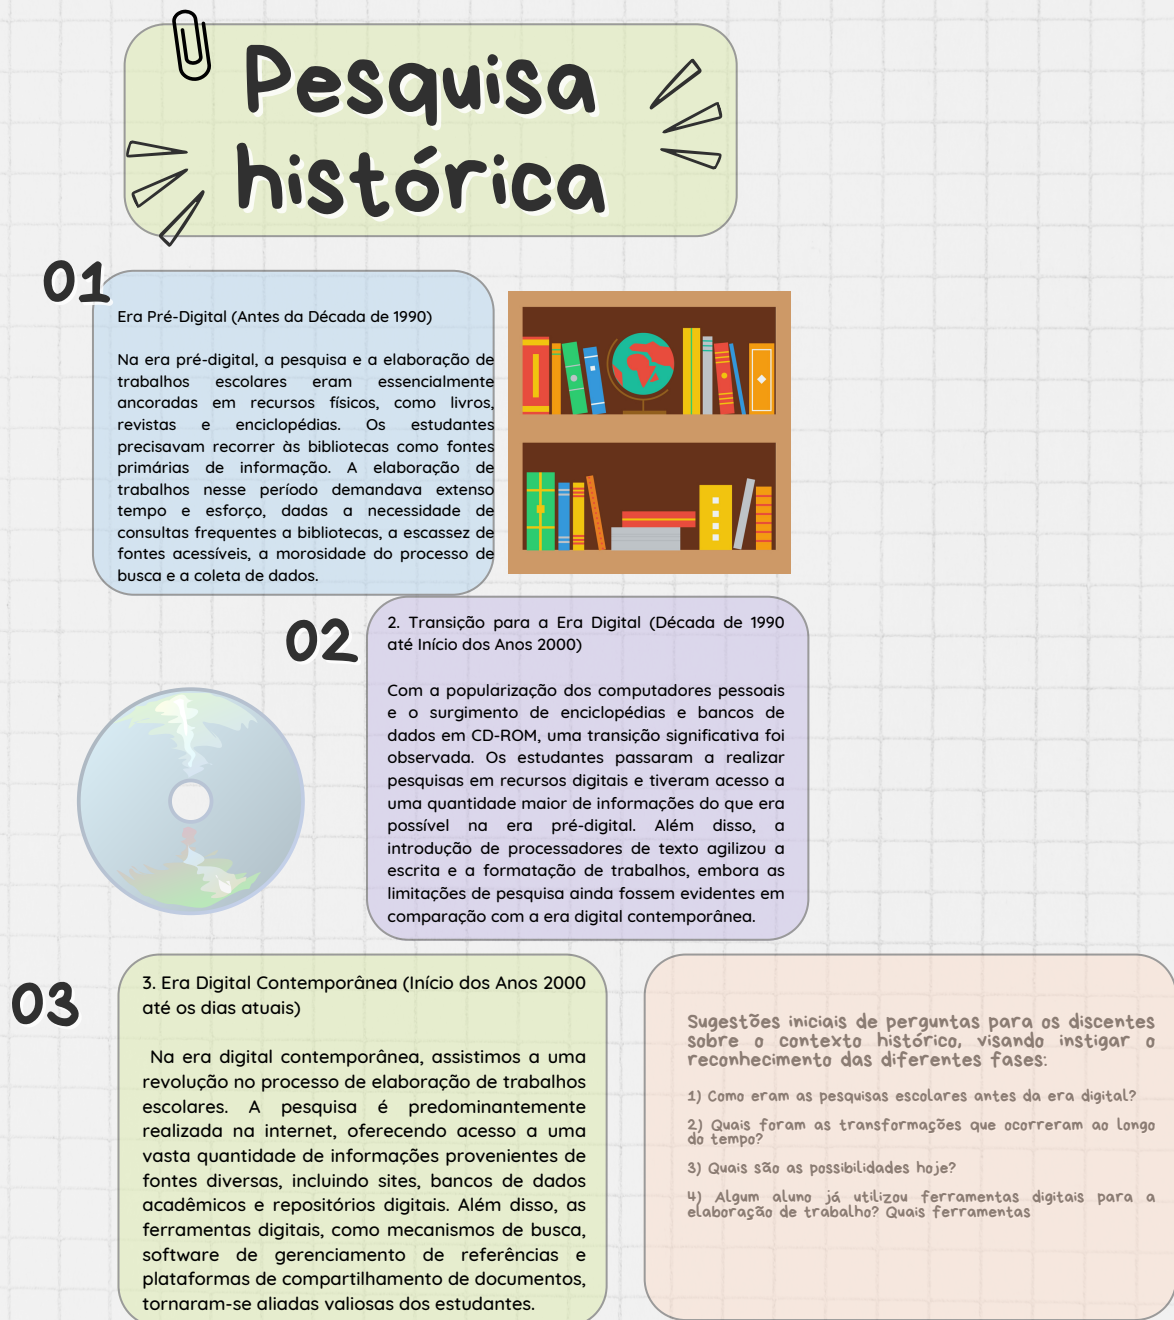 Pesquisa
histórica
01
Era Pré-Digital (Antes da Década de 1990)
Na era pré-digital, a pesquisa e a elaboração de
trabalhos escolares eram essencialmente
ancoradas em recursos físicos, como livros,
revistas e enciclopédias. Os estudantes
precisavam recorrer às bibliotecas como fontes
primárias de informação. A elaboração de
trabalhos nesse período demandava extenso
tempo e esforço, dadas a necessidade de
consultas frequentes a bibliotecas, a escassez de
fontes acessíveis, a morosidade do processo de
busca e a coleta de dados.
02
2. Transição para a Era Digital (Década de 1990
até Início dos Anos 2000)
Com a popularização dos computadores pessoais
e o surgimento de enciclopédias e bancos de
dados em CD-ROM, uma transição significativa foi
observada. Os estudantes passaram a realizar
pesquisas em recursos digitais e tiveram acesso a
uma quantidade maior de informações do que era
possível na era pré-digital. Além disso, a
introdução de processadores de texto agilizou a
escrita e a formatação de trabalhos, embora as
limitações de pesquisa ainda fossem evidentes em
comparação com a era digital contemporânea.
03
3. Era Digital Contemporânea (Início dos Anos 2000
até os dias atuais)
Na era digital contemporânea, assistimos a uma
revolução no processo de elaboração de trabalhos
escolares. A pesquisa é predominantemente
realizada na internet, oferecendo acesso a uma
vasta quantidade de informações provenientes de
fontes diversas, incluindo sites, bancos de dados
acadêmicos e repositórios digitais. Além disso, as
ferramentas digitais, como mecanismos de busca,
software de gerenciamento de referências e
plataformas de compartilhamento de documentos,
tornaram-se aliadas valiosas dos estudantes.
Sugestões iniciais de perguntas para os discentes
sobre o contexto histórico, visando instigar o
reconhecimento das diferentes fases:
1) Como eram as pesquisas escolares antes da era digital?
2) Quais foram as transformações que ocorreram ao longo
do tempo?
3) Quais são as possibilidades hoje?
4) Algum aluno já utilizou ferramentas digitais para a
elaboração de trabalho? Quais ferramentas